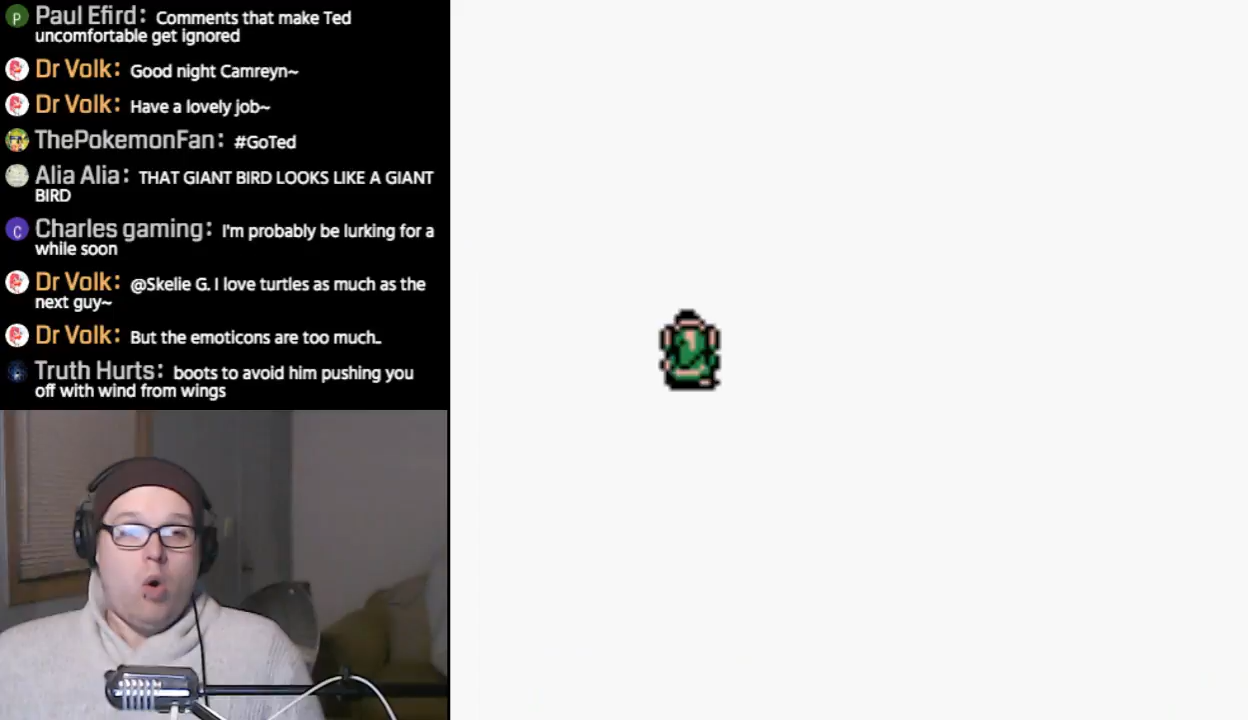 P Paul Efird: Comments that make Ted
uncomfortable get ignored
Dr Volk: Good night Camreyn~
Dr Volk: Have a lovely job~
ThePokemonFan: #GoTed
Alia Alia: THAT GIANT BIRD LOOKS LIKE A GIANT
BIRD
C Charles gaming: I'm probably be lurking for a
while soon
Dr Volk: @Skelie G. I love turtles as much as the
next guy~
Dr Volk: But the emoticons are too much..
Truth Hurts: boots to avoid him pushing you
off with wind from wings